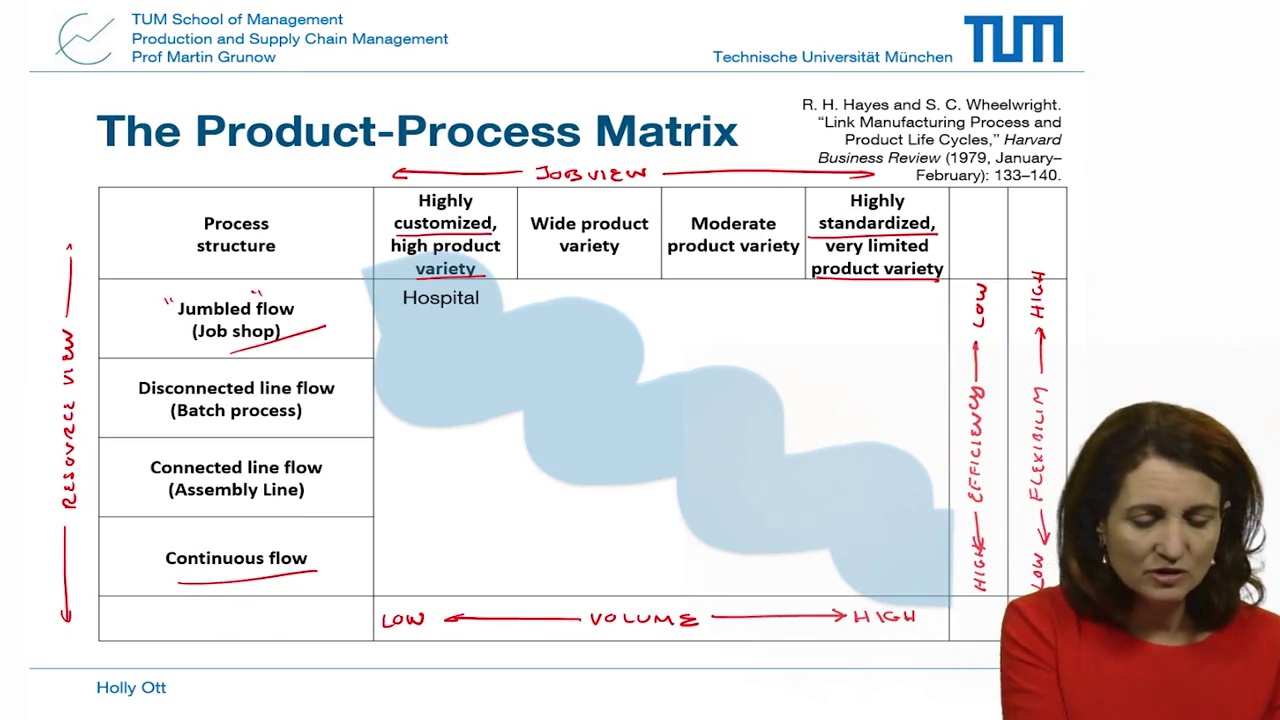 TUM School of Management
Production and Supply Chain Management
Prof Martin Grunow
Technische Universität München
TUM
The Product-Process Matrix
R. H. Hayes and S. C. Wheelwright.
“Link Manufacturing Process and
Product Life Cycles,” Harvard
Business Review (1979, January–
February): 133–140.
JOB VIEW
Process
structure
Highly
customized,
high product
variety
Wide product
variety
Moderate
product variety
Highly
standardized,
very limited
product variety
RESOURCE VIEW
"Jumbled" flow
(Job shop)
Hospital
Disconnected line flow
(Batch process)
Connected line flow
(Assembly Line)
Continuous flow
HIGH EFFICIENCY LOW
LOW FLEXIBILITY HIGH
LOW VOLUME HIGH
Holly Ott